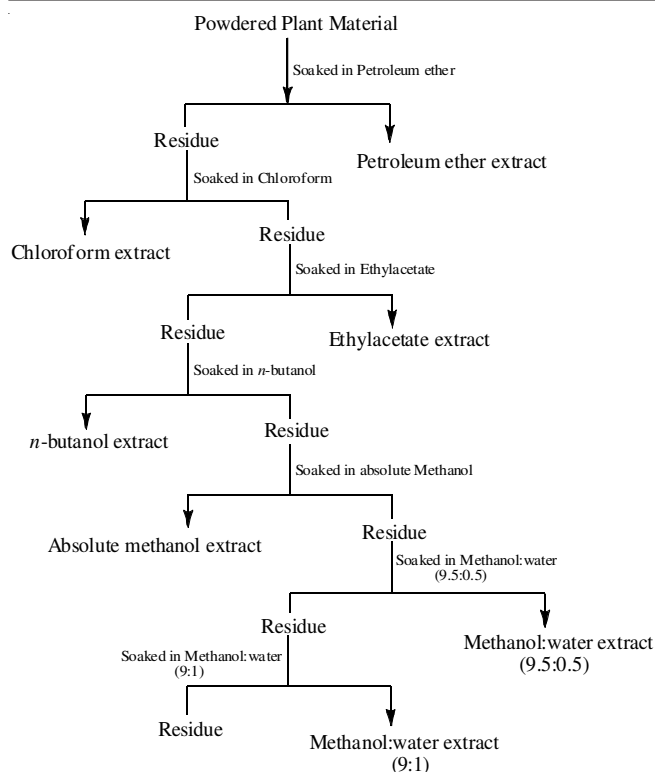 Powdered Plant Material
Soaked in Petroleum ether
Residue
Petroleum ether extract
Soaked in Chloroform
Chloroform extract
Residue
Soaked in Ethylacetate
Residue
Ethylacetate extract
Soaked in n-butanol
n-butanol extract
Residue
Soaked in absolute Methanol
Absolute methanol extract
Residue
Soaked in Methanol:water
(9.5:0.5)
Residue
Methanol:water extract
(9.5:0.5)
Soaked in Methanol:water
(9:1)
Residue
Methanol:water extract
(9:1)